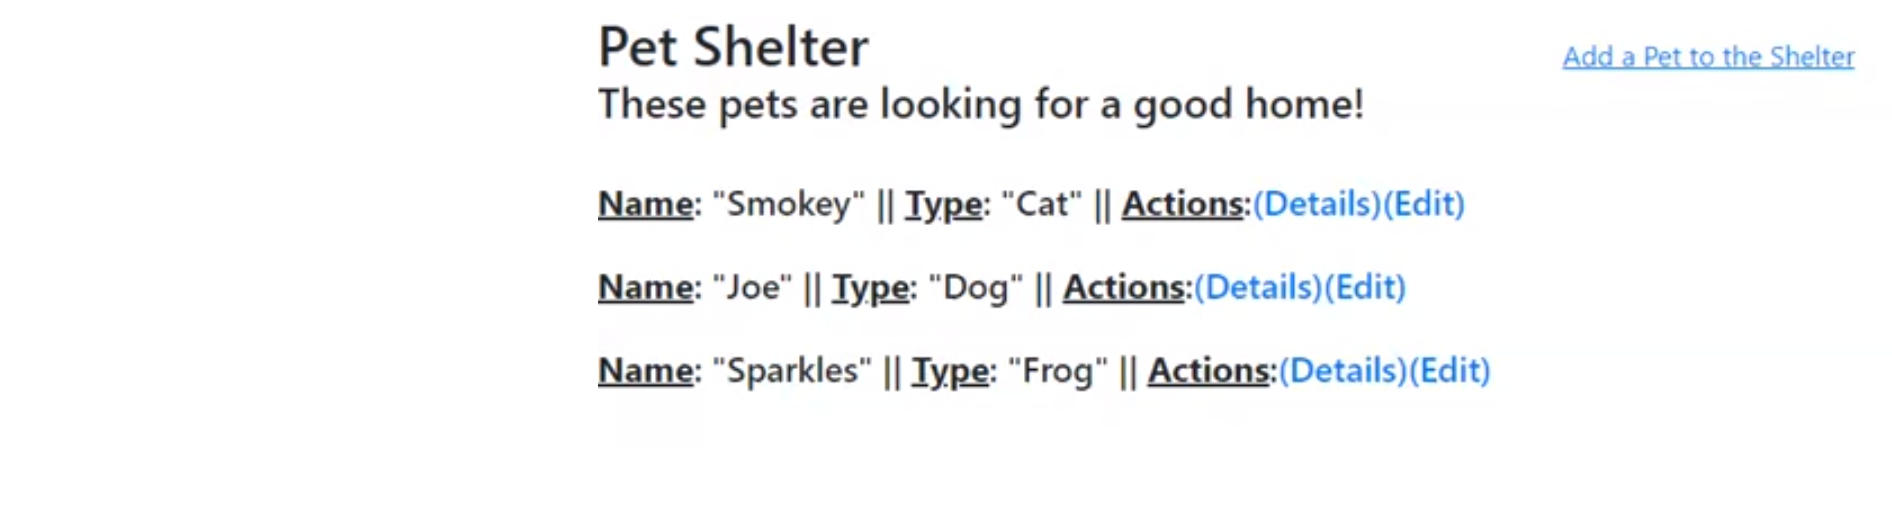 Pet Shelter
Add a Pet to the Shelter
These pets are looking for a good home!
Name: "Smokey" || Type: "Cat" || Actions:(Details)(Edit)
Name: "Joe" || Type: "Dog" || Actions:(Details)(Edit)
Name: "Sparkles" || Type: "Frog" || Actions:(Details)(Edit)